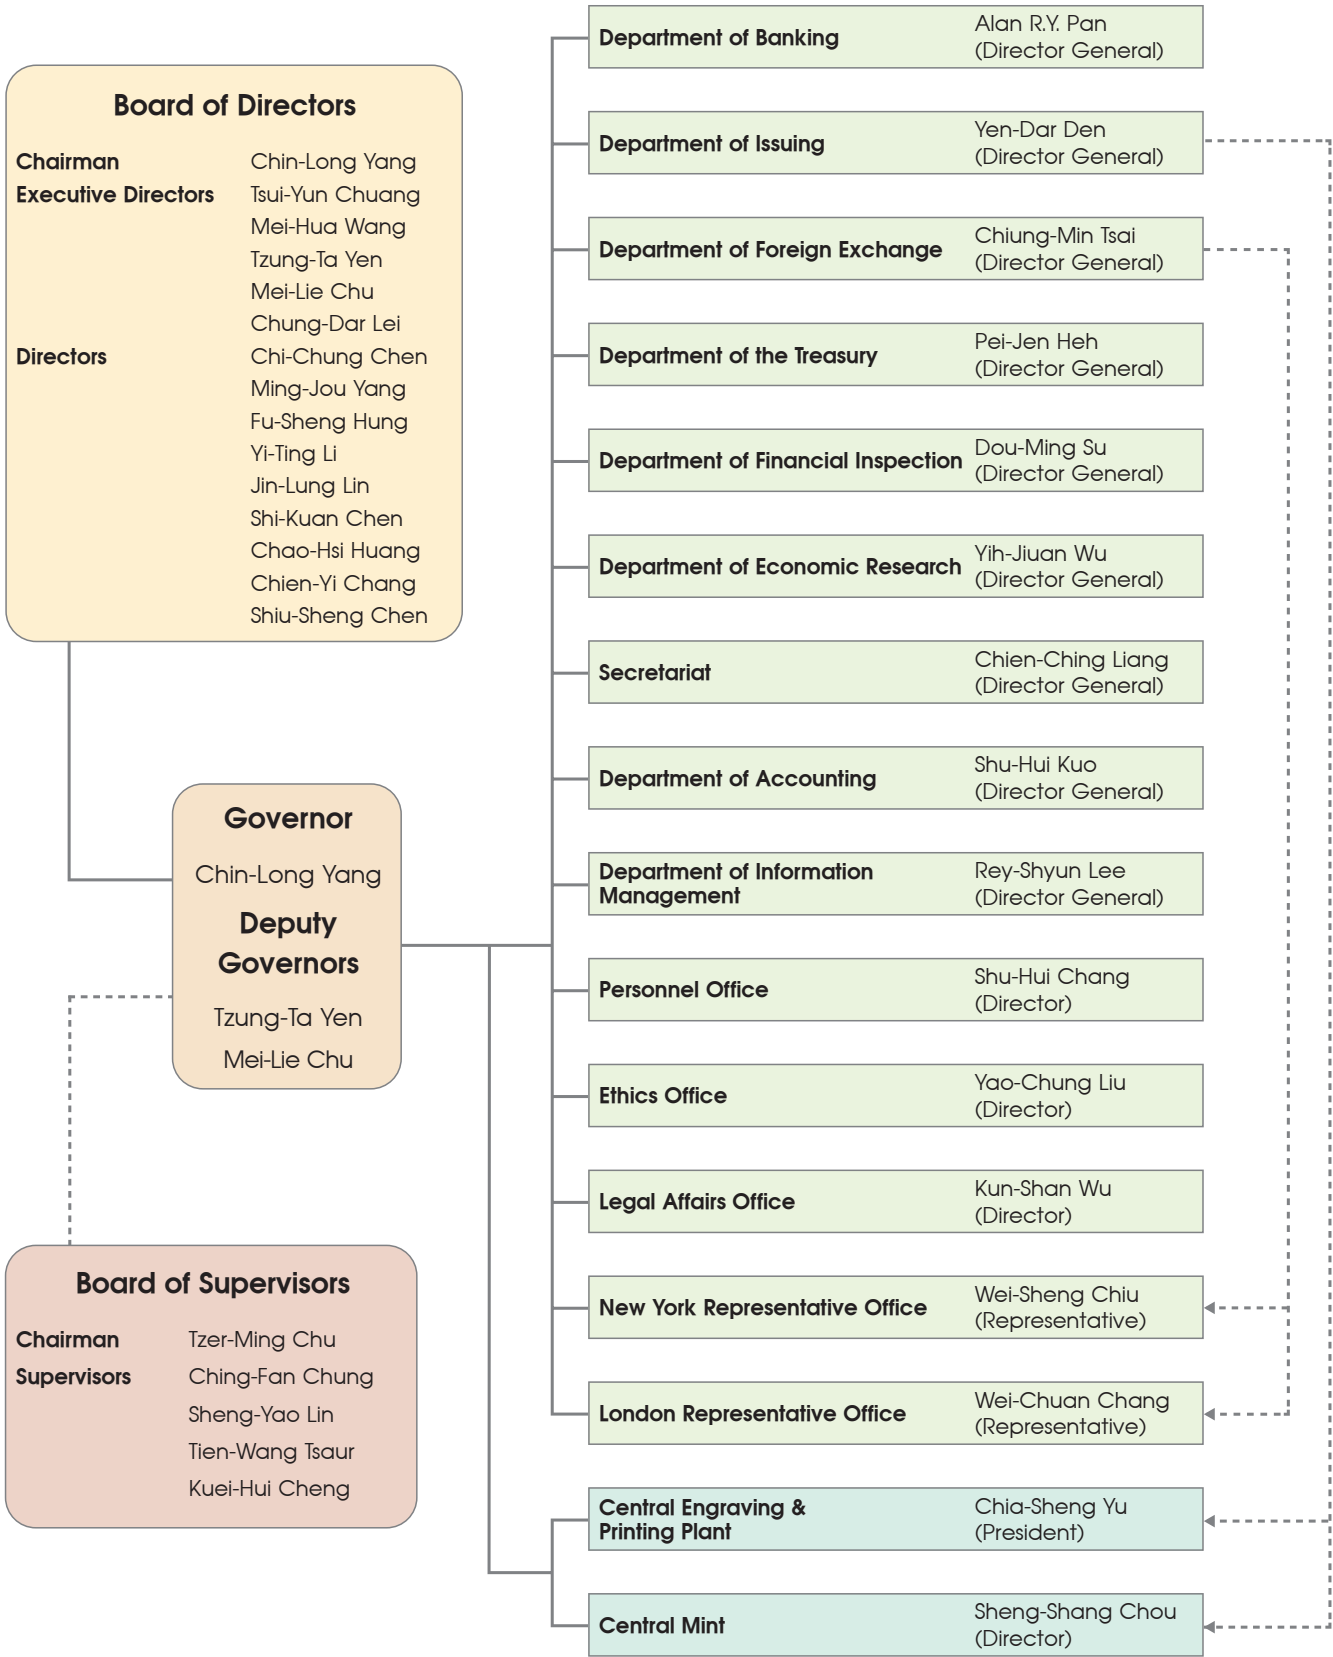 Board of Directors
Chairman Chin-Long Yang
Executive Directors Tsui-Yun Chuang
Mei-Hua Wang
Tzung-Ta Yen
Mei-Lie Chu
Chung-Dar Lei
Directors Chi-Chung Chen
Ming-Jou Yang
Fu-Sheng Hung
Yi-Ting Li
Jin-Lung Lin
Shi-Kuan Chen
Chao-Hsi Huang
Chien-Yi Chang
Shiu-Sheng Chen
Governor
Chin-Long Yang
Deputy
Governors
Tzung-Ta Yen
Mei-Lie Chu
Board of Supervisors
Chairman Tzer-Ming Chu
Supervisors Ching-Fan Chung
Sheng-Yao Lin
Tien-Wang Tsaur
Kuei-Hui Cheng
Department of Banking
Alan R.Y. Pan
(Director General)
Department of Issuing
Yen-Dar Den
(Director General)
Department of Foreign Exchange
Chiung-Min Tsai
(Director General)
Department of the Treasury
Pei-Jen Heh
(Director General)
Department of Financial Inspection
Dou-Ming Su
(Director General)
Department of Economic Research
Yih-Jiuan Wu
(Director General)
Secretariat
Chien-Ching Liang
(Director General)
Department of Accounting
Shu-Hui Kuo
(Director General)
Department of Information
Management
Rey-Shyun Lee
(Director General)
Personnel Office
Shu-Hui Chang
(Director)
Ethics Office
Yao-Chung Liu
(Director)
Legal Affairs Office
Kun-Shan Wu
(Director)
New York Representative Office
Wei-Sheng Chiu
(Representative)
London Representative Office
Wei-Chuan Chang
(Representative)
Central Engraving &
Printing Plant
Chia-Sheng Yu
(President)
Central Mint
Sheng-Shang Chou
(Director)